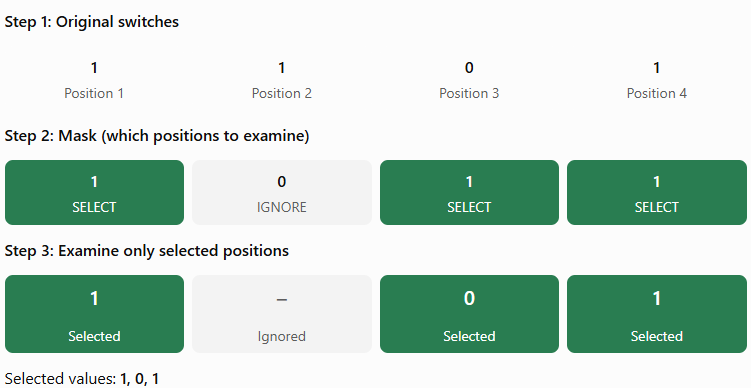 Step 1: Original switches
1 1 0 1
Position 1 Position 2 Position 3 Position 4
Step 2: Mask (which positions to examine)
1 0 1 1
SELECT IGNORE SELECT SELECT
Step 3: Examine only selected positions
1 – 0 1
Selected Ignored Selected Selected
Selected values: 1, 0, 1